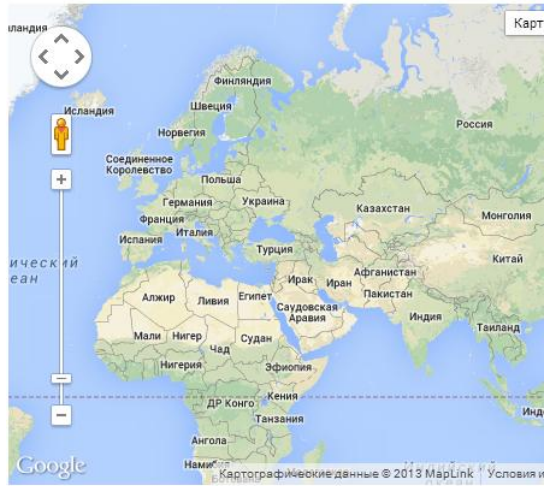 ландия
Карт
Финляндия
Исландия
Швеция
Россия
Норвегия
Соединенное
Королевство
Польша
Германия
Украина
Казахстан
Монголия
Франция
Италия
Испания
Турция
Китай
ический
еан
Афганистан
Ирак
Иран
Пакистан
Алжир
Ливия
Египет
Саудовская
Аравия
Индия
Мали
Нигер
Судан
Таиланд
Чад
Нигерия
Эфиопия
ДР Конго
Кения
Инд
Танзания
Ангола
Намиб
Google
Картографические данные © 2013 MapLink
Условия и